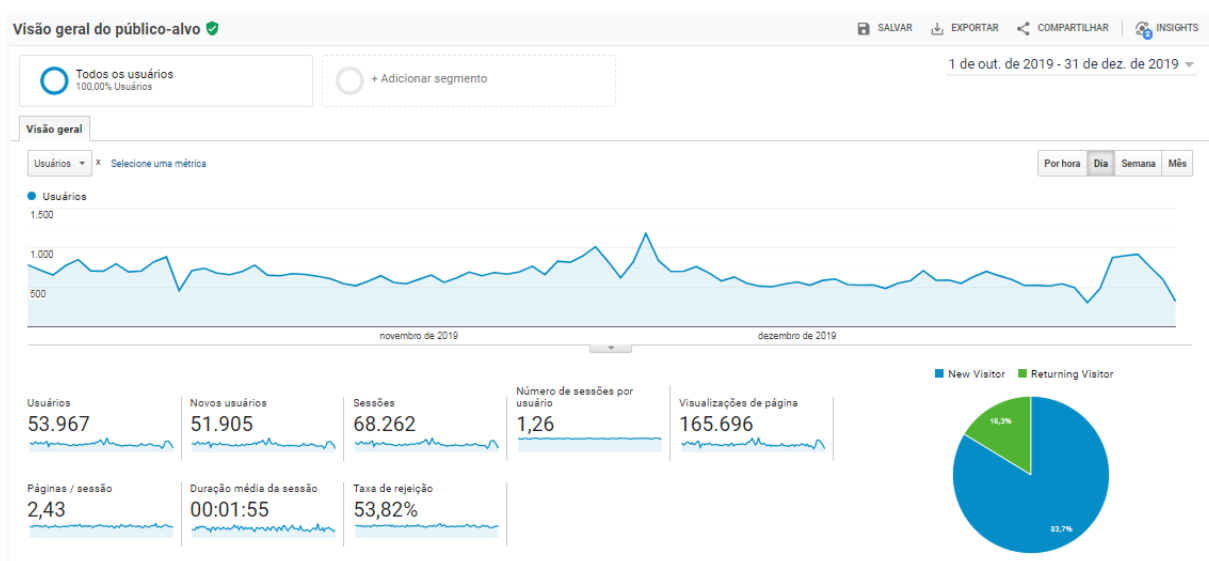 Visão geral do público-alvo
SALVAR
EXPORTAR
COMPARTILHAR
2
INSIGHTS
Todos os usuários
100,00% Usuários
+ Adicionar segmento
1 de out. de 2019 - 31 de dez. de 2019
Visão geral
Usuários
x
Selecione uma métrica
Por hora
Dia
Semana
Mês
Usuários
1.500
1.000
500
novembro de 2019
dezembro de 2019
New Visitor
Returning Visitor
Usuários
53.967
Novos usuários
51.905
Sessões
68.262
Número de sessões por
usuário
1,26
Visualizações de página
165.696
Páginas / sessão
2,43
Duração média da sessão
00:01:55
Taxa de rejeição
53,82%
16,3%
83,7%